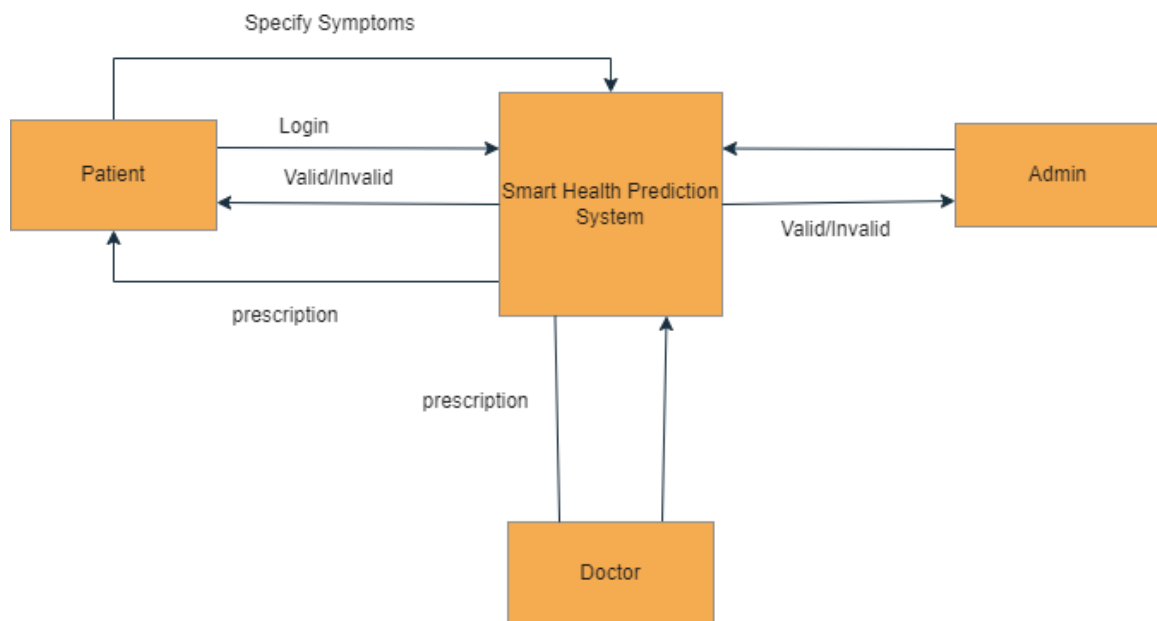 Specify Symptoms
Login
Patient
Valid/Invalid
Smart Health Prediction
System
Admin
Valid/Invalid
prescription
prescription
Doctor